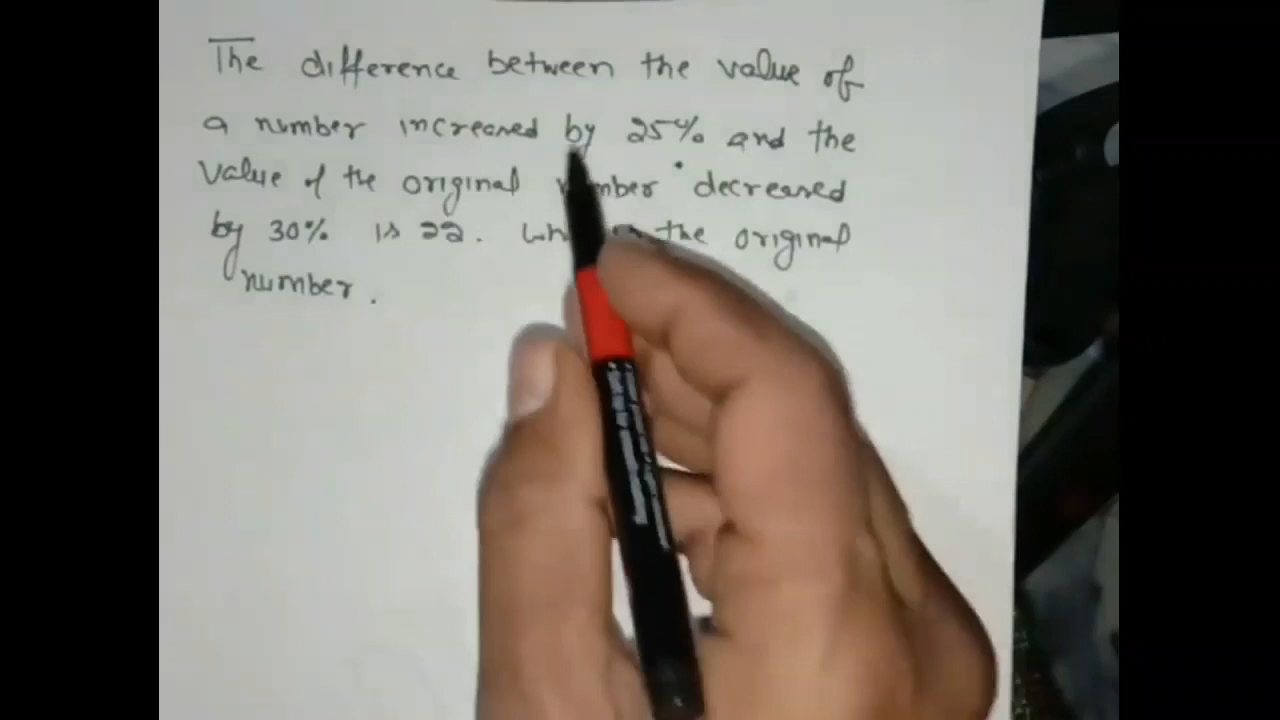 The difference between the value of
a number increased by 25% and the
value of the original number decreased
by 30% is 22. the original
number.